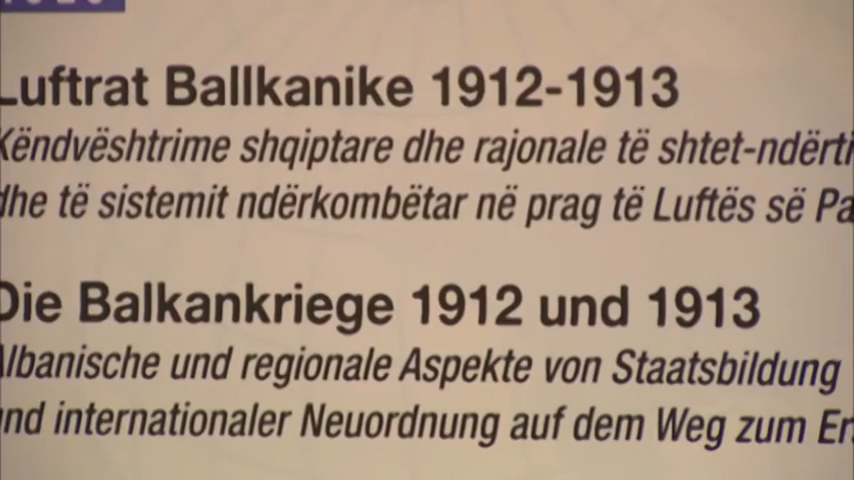 Luftrat Ballkanike 1912-1913
Këndvështrime shqiptare dhe rajonale të shtet-ndërti
dhe të sistemit ndërkombëtar në prag të Luftës së Pa
Die Balkankriege 1912 und 1913
Albanische und regionale Aspekte von Staatsbildung
und internationaler Neuordnung auf dem Weg zum Er